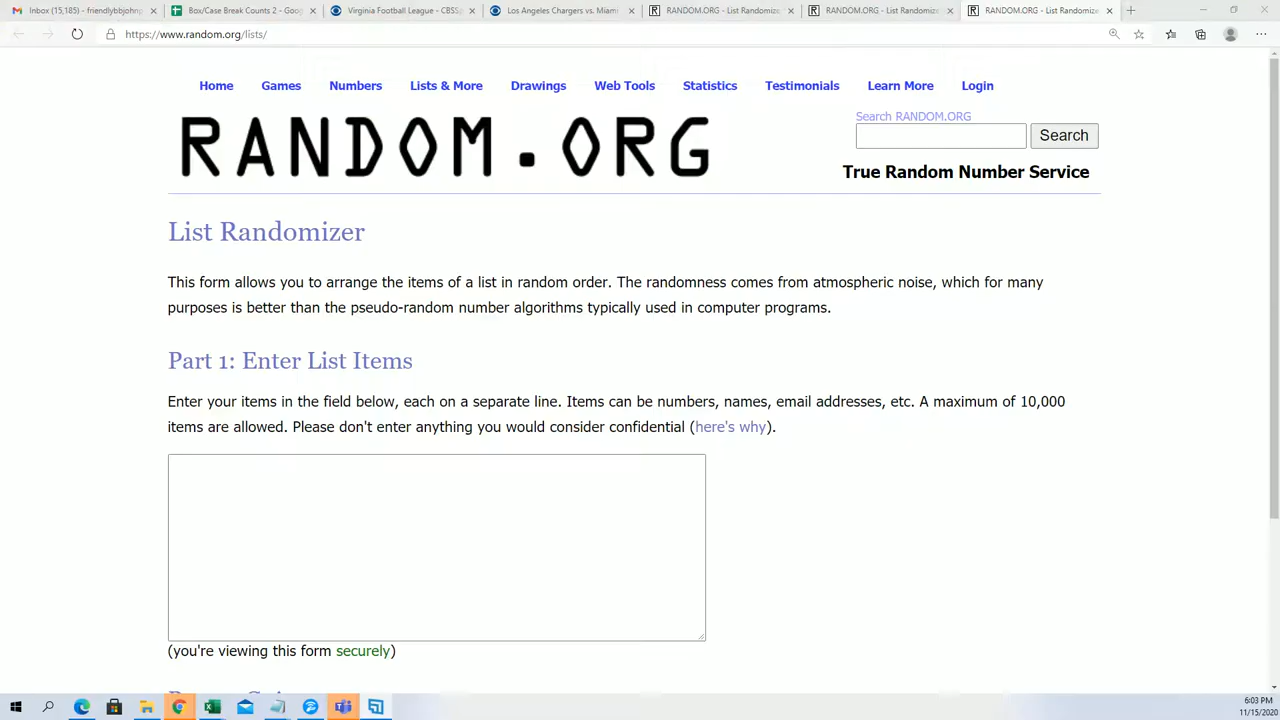 Inbox (15,185) - friendlybbjohnp
Box/Case Break Counts 2 - Goog
Virginia Football League - CBSSp
Los Angeles Chargers vs. Miami
RANDOM.ORG - List Randomizer
RANDOM.ORG - List Randomize
RANDOM.ORG - List Randomize
https://www.random.org/lists/
Home Games Numbers Lists & More Drawings Web Tools Statistics Testimonials Learn More Login
Search RANDOM.ORG
RANDOM.ORG
Search
True Random Number Service
List Randomizer
This form allows you to arrange the items of a list in random order. The randomness comes from atmospheric noise, which for many
purposes is better than the pseudo-random number algorithms typically used in computer programs.
Part 1: Enter List Items
Enter your items in the field below, each on a separate line. Items can be numbers, names, email addresses, etc. A maximum of 10,000
items are allowed. Please don't enter anything you would consider confidential (here's why).
(you're viewing this form securely)
6:03 PM
11/15/2020